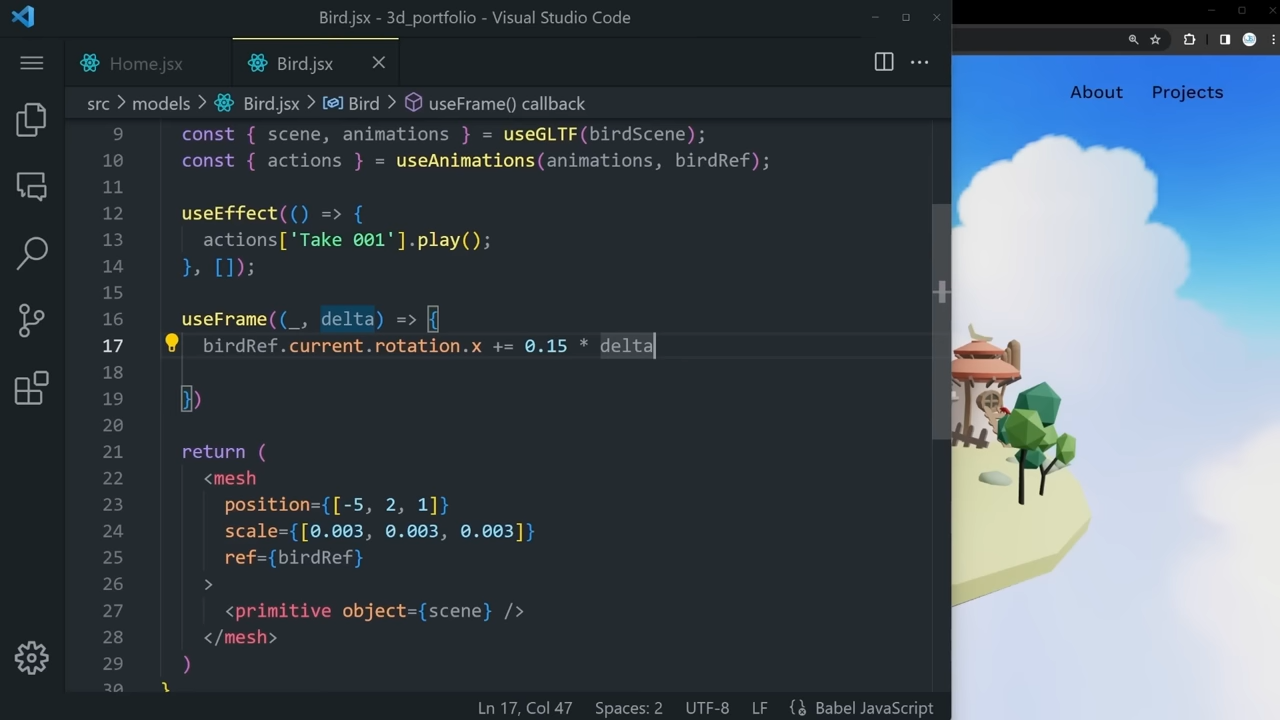 Bird.jsx - 3d_portfolio - Visual Studio Code
Home.jsx
Bird.jsx
src > models > Bird.jsx > Bird > useFrame() callback
9 const { scene, animations } = useGLTF(birdScene);
10 const { actions } = useAnimations(animations, birdRef);
11
12 useEffect(() => {
13 actions['Take 001'].play();
14 }, []);
15
16 useFrame((_, delta) => {
17 birdRef.current.rotation.x += 0.15 * delta
18
19 })
20
21 return (
22 <mesh
23 position={[-5, 2, 1]}
24 scale={[0.003, 0.003, 0.003]}
25 ref={birdRef}
26 >
27 <primitive object={scene} />
28 </mesh>
29 )
30 }
Ln 17, Col 47 Spaces: 2 UTF-8 LF {} Babel JavaScript
About Projects